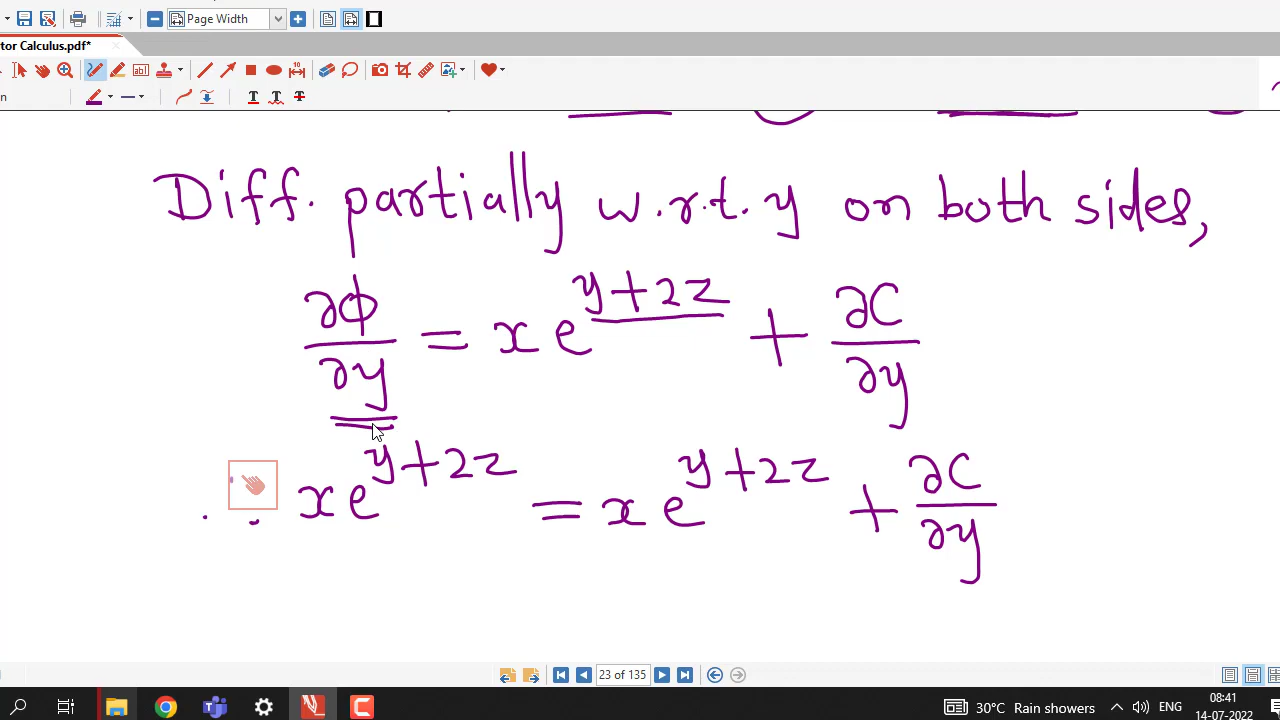 Page Width
tor Calculus.pdf*
Diff. partially w.r.t. y on both sides,
∂ϕ/∂y = x e^{y+2z} + ∂C/∂y
∴ x e^{y+2z} = x e^{y+2z} + ∂C/∂y
23 of 135
30°C Rain showers
ENG
08:41
14-07-2022